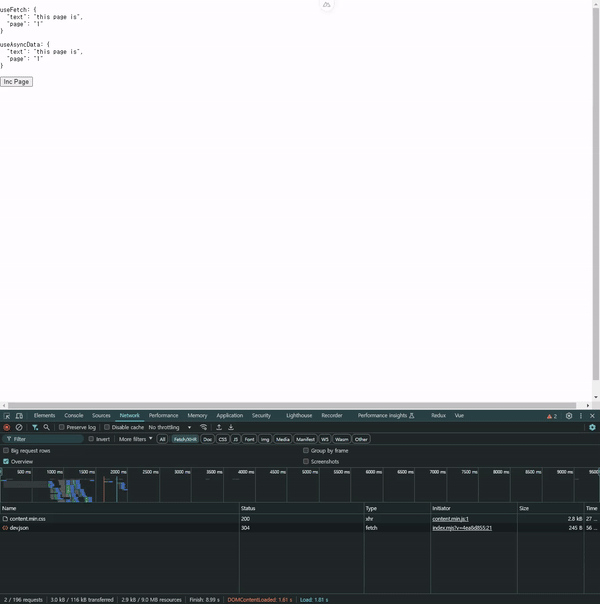 useFetch: {
"text": "this page is",
"page": "1"
}
useAsyncData: {
"text": "this page is",
"page": "1"
}
Inc Page
Elements Console Sources Network Performance Memory Application Security Lighthouse Recorder Performance insights Redux Vue 2
Preserve log Disable cache No throttling
Filter Invert More filters All Fetch/XHR Doc CSS JS Font Img Media Manifest WS Wasm Other
Big request rows Group by frame
Overview Screenshots
500 ms 1000 ms 1500 ms 2000 ms 2500 ms 3000 ms 3500 ms 4000 ms 4500 ms 5000 ms 5500 ms 6000 ms 6500 ms 7000 ms 7500 ms 8000 ms 8500 ms 9000 ms 9500
Name Status Type Initiator Size Time
content.min.css 200 xhr content.min.js:1 2.8 kB 27 ...
dev.json 304 fetch 245 B 56 ...
2 / 196 requests 3.0 kB / 116 kB transferred 2.9 kB / 9.0 MB resources Finish: 8.99 s DOMContentLoaded: 1.61 s Load: 1.81 s